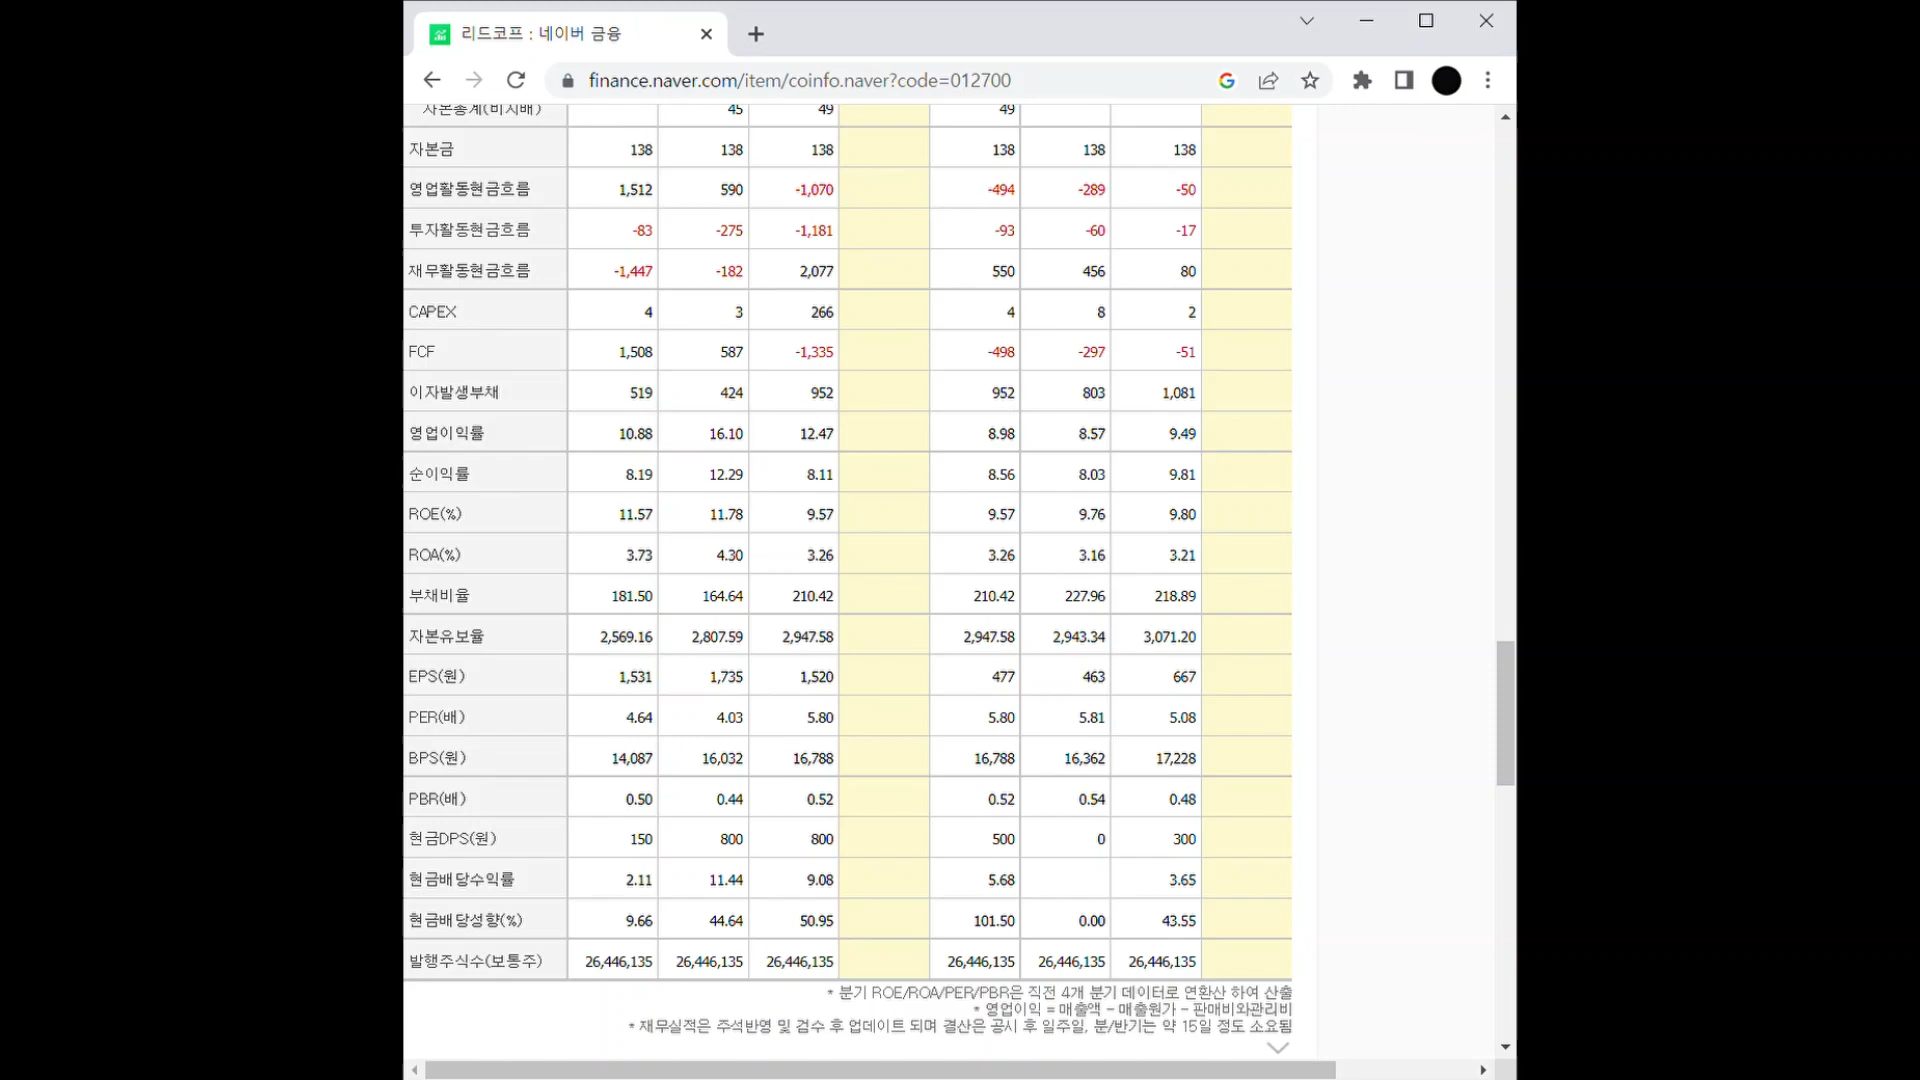 리드코프 : 네이버 금융
finance.naver.com/item/coinfo.naver?code=012700
자본총계(비지배) 45 49 49
자본금 138 138 138 138 138 138
영업활동현금흐름 1,512 590 -1,070 -494 -289 -50
투자활동현금흐름 -83 -275 -1,181 -93 -60 -17
재무활동현금흐름 -1,447 -182 2,077 550 456 80
CAPEX 4 3 266 4 8 2
FCF 1,508 587 -1,335 -498 -297 -51
이자발생부채 519 424 952 952 803 1,081
영업이익률 10.88 16.10 12.47 8.98 8.57 9.49
순이익률 8.19 12.29 8.11 8.56 8.03 9.81
ROE(%) 11.57 11.78 9.57 9.57 9.76 9.80
ROA(%) 3.73 4.30 3.26 3.26 3.16 3.21
부채비율 181.50 164.64 210.42 210.42 227.96 218.89
자본유보율 2,569.16 2,807.59 2,947.58 2,947.58 2,943.34 3,071.20
EPS(원) 1,531 1,735 1,520 477 463 667
PER(배) 4.64 4.03 5.80 5.80 5.81 5.08
BPS(원) 14,087 16,032 16,788 16,788 16,362 17,228
PBR(배) 0.50 0.44 0.52 0.52 0.54 0.48
현금DPS(원) 150 800 800 500 0 300
현금배당수익률 2.11 11.44 9.08 5.68 3.65
현금배당성향(%) 9.66 44.64 50.95 101.50 0.00 43.55
발행주식수(보통주) 26,446,135 26,446,135 26,446,135 26,446,135 26,446,135 26,446,135
* 분기 ROE/ROA/PER/PBR은 직전 4개 분기 데이터로 연환산 하여 산출
* 영업이익 = 매출액 - 매출원가 - 판매비와관리비
* 재무실적은 주석반영 및 검수 후 업데이트 되며 결산은 공시 후 일주일, 분/반기는 약 15일 정도 소요됨